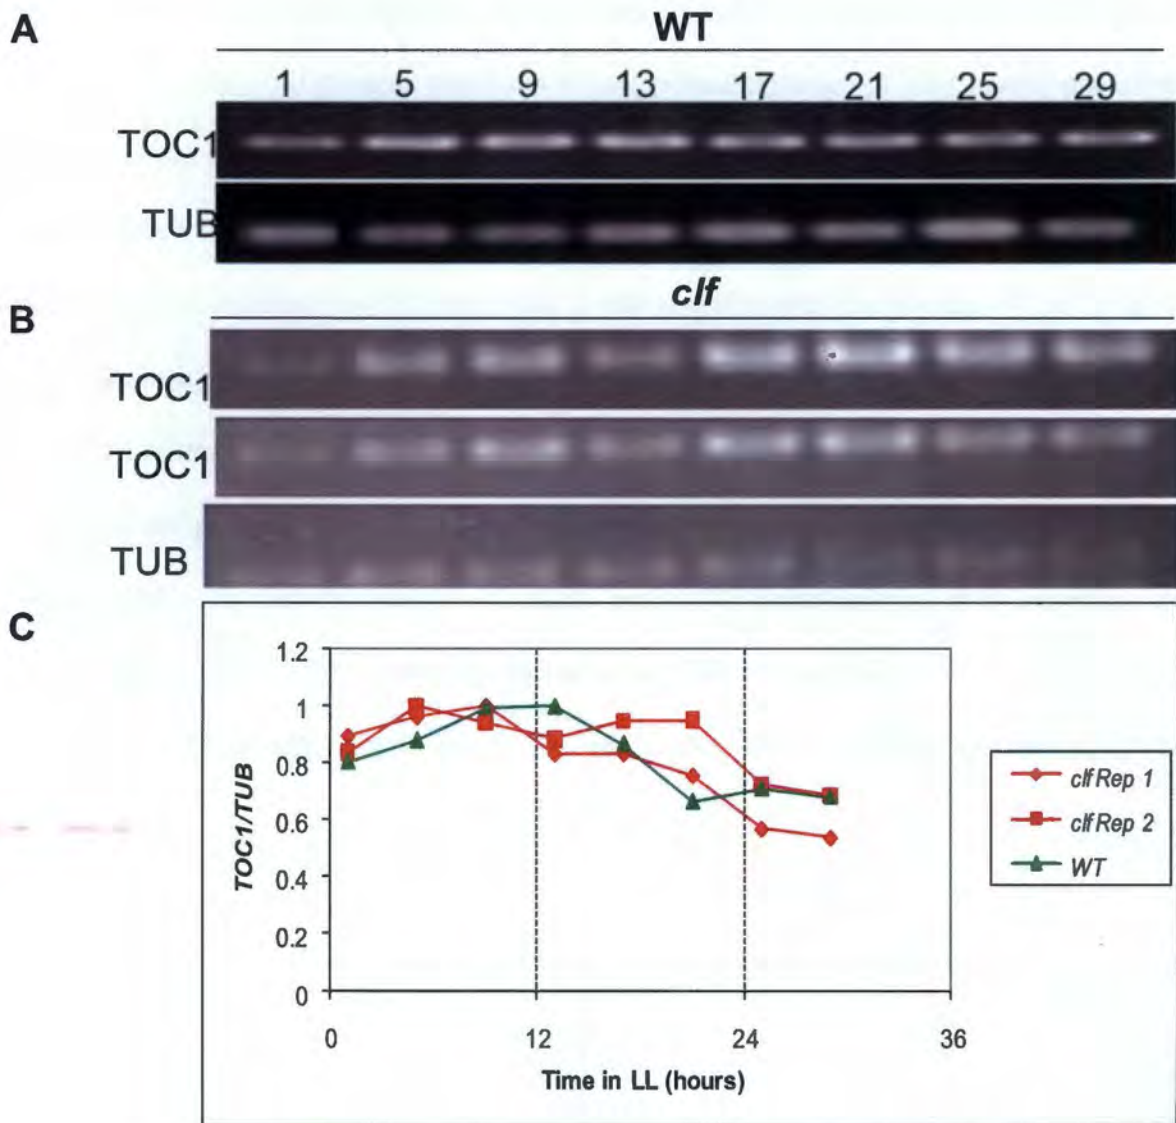 A
WT
1 5 9 13 17 21 25 29
TOC1
TUB
clf
B
TOC1
TOC1
TUB
C
1.2
1
0.8
0.6
0.4
0.2
0
TOC1/TUB
0 12 24 36
Time in LL (hours)
clf Rep 1
clf Rep 2
WT